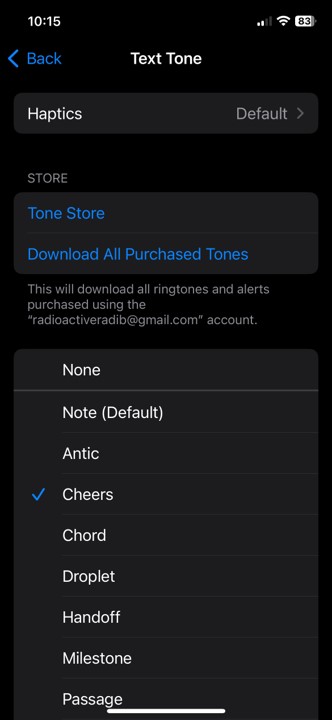 10:15
83
Back
Text Tone
Haptics
Default
STORE
Tone Store
Download All Purchased Tones
This will download all ringtones and alerts
purchased using the
“radioactiveradib@gmail.com” account.
None
Note (Default)
Antic
Cheers
Chord
Droplet
Handoff
Milestone
Passage